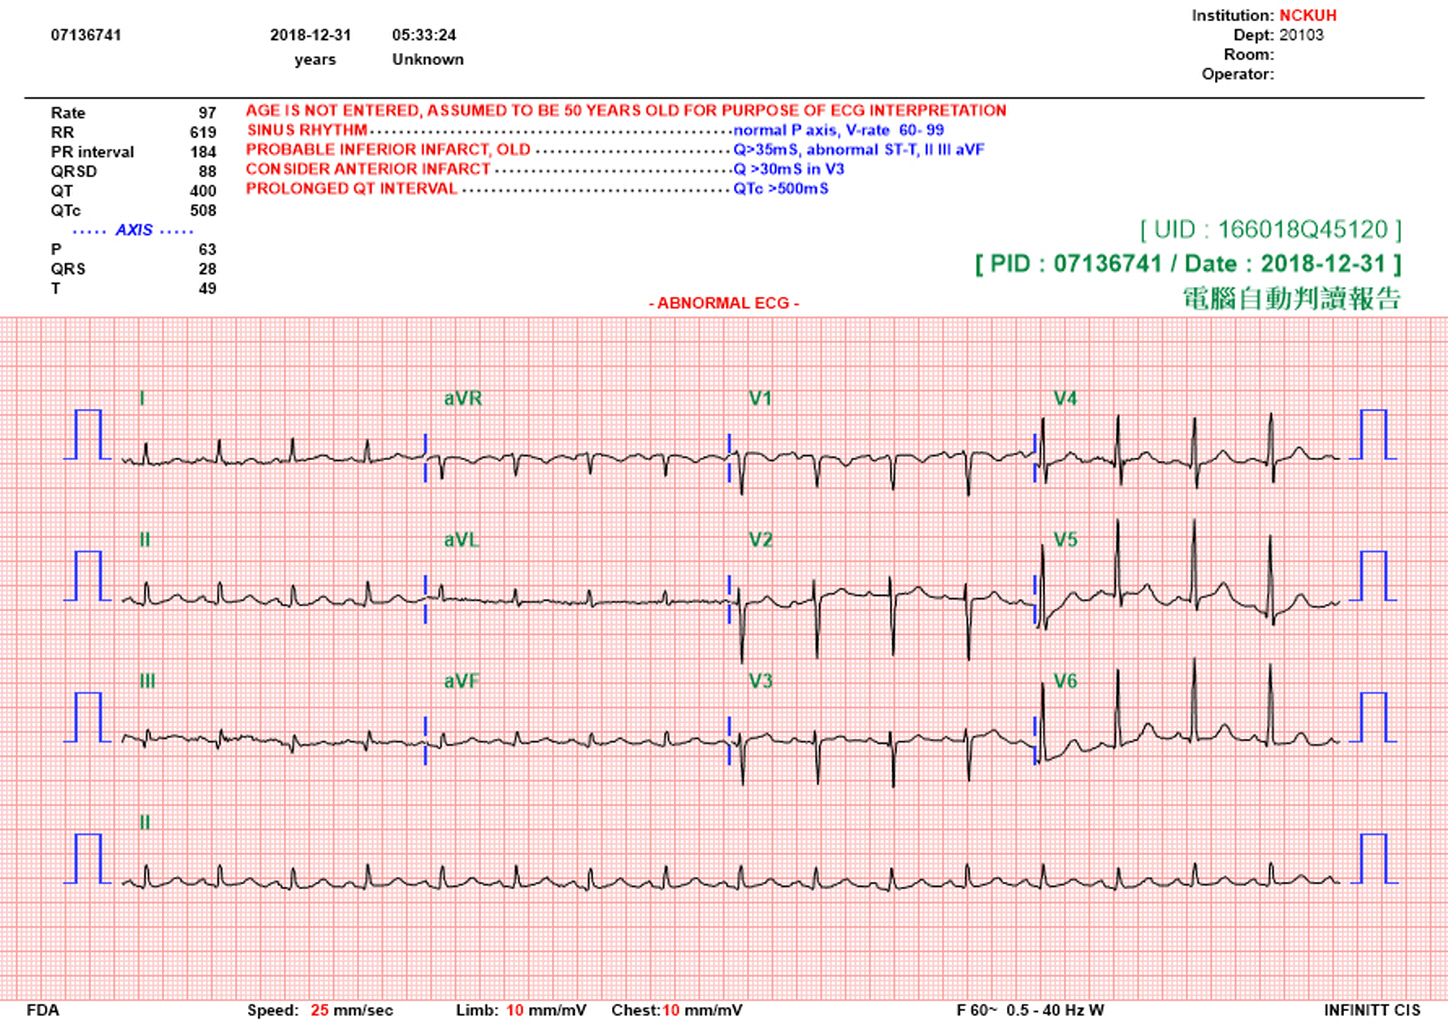 Institution: NCKUH
07136741 2018-12-31 05:33:24 Dept: 20103
years Unknown Room:
Operator:
Rate 97 AGE IS NOT ENTERED, ASSUMED TO BE 50 YEARS OLD FOR PURPOSE OF ECG INTERPRETATION
RR 619 SINUS RHYTHM normal P axis, V-rate 60- 99
PR interval 184 PROBABLE INFERIOR INFARCT, OLD Q>35mS, abnormal ST-T, II III aVF
QRSD 88 CONSIDER ANTERIOR INFARCT Q >30mS in V3
QT 400 PROLONGED QT INTERVAL QTc >500mS
QTc 508
..... AXIS .....
[ UID : 166018Q45120 ]
P 63
[ PID : 07136741 / Date : 2018-12-31 ]
QRS 28
T 49
電腦自動判讀報告
- ABNORMAL ECG -
I aVR V1 V4
II aVL V2 V5
III aVF V3 V6
II
FDA Speed: 25 mm/sec Limb: 10 mm/mV Chest:10 mm/mV F 60~ 0.5 - 40 Hz W INFINITT CIS